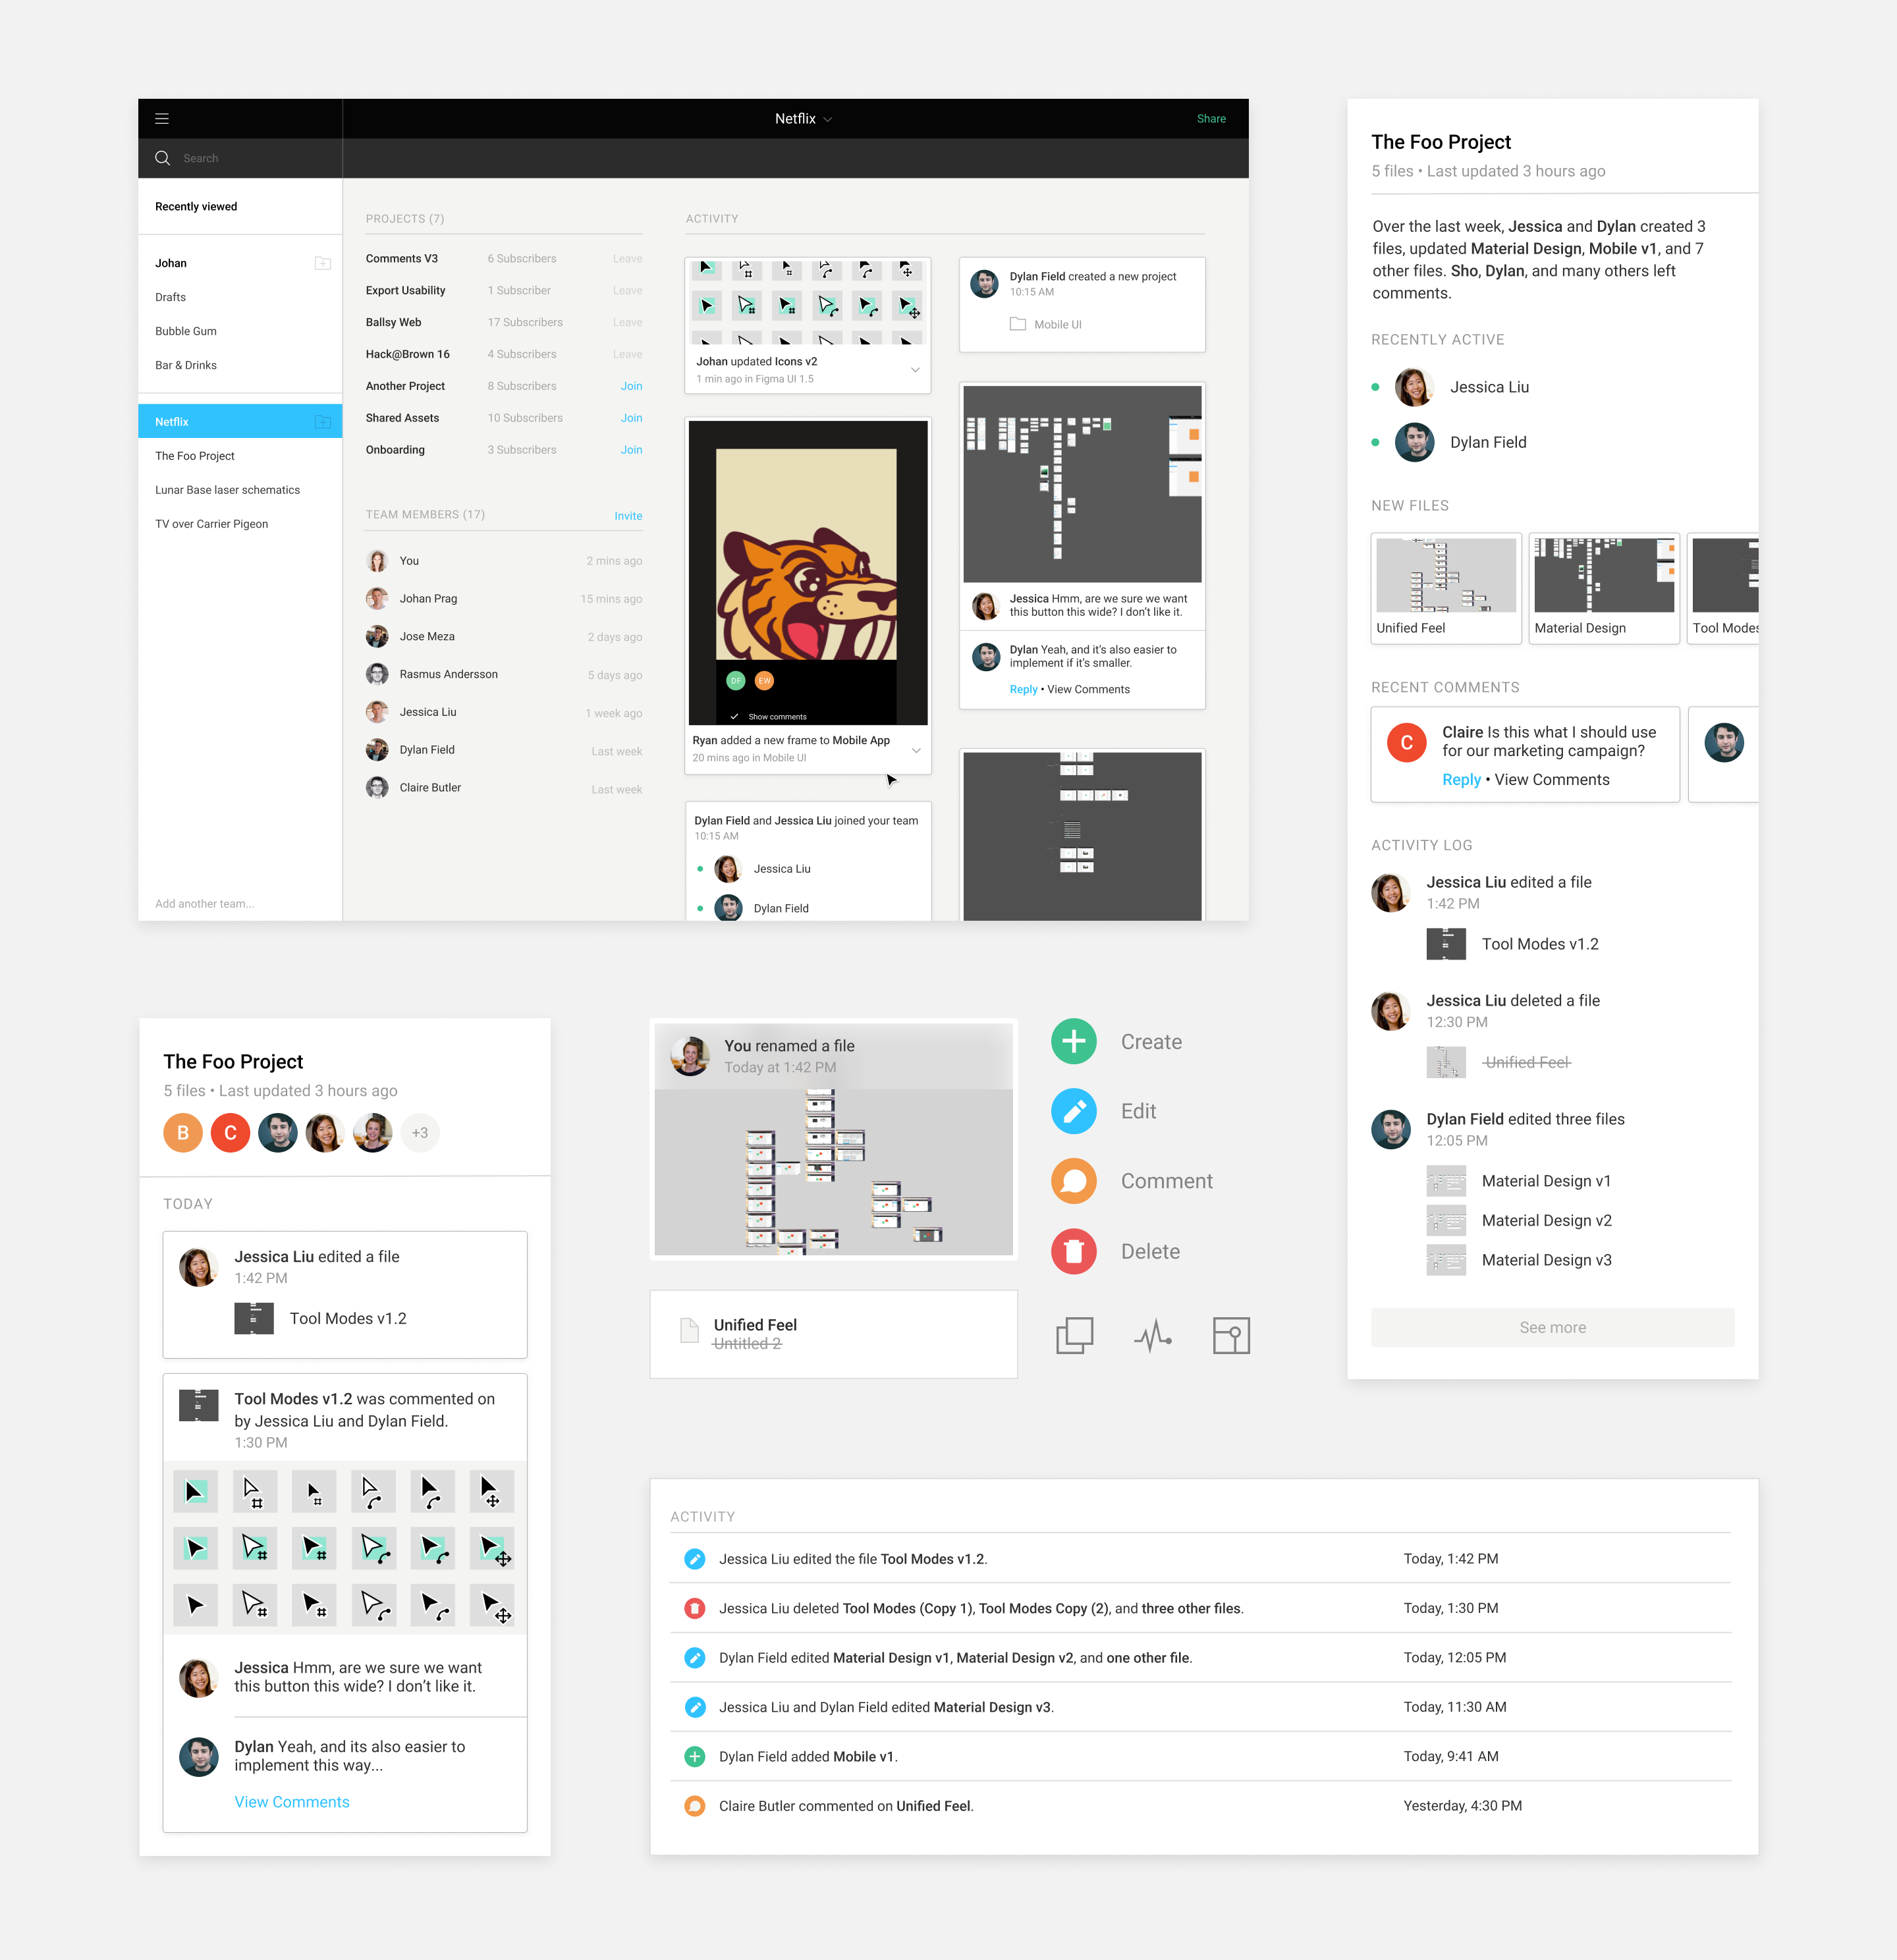 Netflix
Share
Search
Recently viewed
Johan
Drafts
Bubble Gum
Bar & Drinks
Netflix
The Foo Project
Lunar Base laser schematics
TV over Carrier Pigeon
Add another team...
PROJECTS (7)
Comments V3 6 Subscribers Leave
Export Usability 1 Subscriber Leave
Ballsy Web 17 Subscribers Leave
Hack@Brown 16 4 Subscribers Leave
Another Project 8 Subscribers Join
Shared Assets 10 Subscribers Join
Onboarding 3 Subscribers Join
TEAM MEMBERS (17) Invite
You 2 mins ago
Johan Prag 15 mins ago
Jose Meza 2 days ago
Rasmus Andersson 5 days ago
Jessica Liu 1 week ago
Dylan Field Last week
Claire Butler Last week
ACTIVITY
Johan updated Icons v2
1 min ago in Figma UI 1.5
DF EW
Show comments
Ryan added a new frame to Mobile App
20 mins ago in Mobile UI
Dylan Field and Jessica Liu joined your team
10:15 AM
Jessica Liu
Dylan Field
Dylan Field created a new project
10:15 AM
Mobile UI
Jessica Hmm, are we sure we want
this button this wide? I don't like it.
Dylan Yeah, and it's also easier to
implement if it's smaller.
Reply • View Comments
The Foo Project
5 files • Last updated 3 hours ago
Over the last week, Jessica and Dylan created 3
files, updated Material Design, Mobile v1, and 7
other files. Sho, Dylan, and many others left
comments.
RECENTLY ACTIVE
Jessica Liu
Dylan Field
NEW FILES
Unified Feel
Material Design
Tool Modes
RECENT COMMENTS
C
Claire Is this what I should use
for our marketing campaign?
Reply • View Comments
ACTIVITY LOG
Jessica Liu edited a file
1:42 PM
Tool Modes v1.2
Jessica Liu deleted a file
12:30 PM
Unified Feel
Dylan Field edited three files
12:05 PM
Material Design v1
Material Design v2
Material Design v3
See more
The Foo Project
5 files • Last updated 3 hours ago
B C +3
TODAY
Jessica Liu edited a file
1:42 PM
Tool Modes v1.2
Tool Modes v1.2 was commented on
by Jessica Liu and Dylan Field.
1:30 PM
Jessica Hmm, are we sure we want
this button this wide? I don't like it.
Dylan Yeah, and its also easier to
implement this way...
View Comments
You renamed a file
Today at 1:42 PM
Unified Feel
Untitled 2
Create
Edit
Comment
Delete
ACTIVITY
Jessica Liu edited the file Tool Modes v1.2. Today, 1:42 PM
Jessica Liu deleted Tool Modes (Copy 1), Tool Modes Copy (2), and three other files. Today, 1:30 PM
Dylan Field edited Material Design v1, Material Design v2, and one other file. Today, 12:05 PM
Jessica Liu and Dylan Field edited Material Design v3. Today, 11:30 AM
Dylan Field added Mobile v1. Today, 9:41 AM
Claire Butler commented on Unified Feel. Yesterday, 4:30 PM